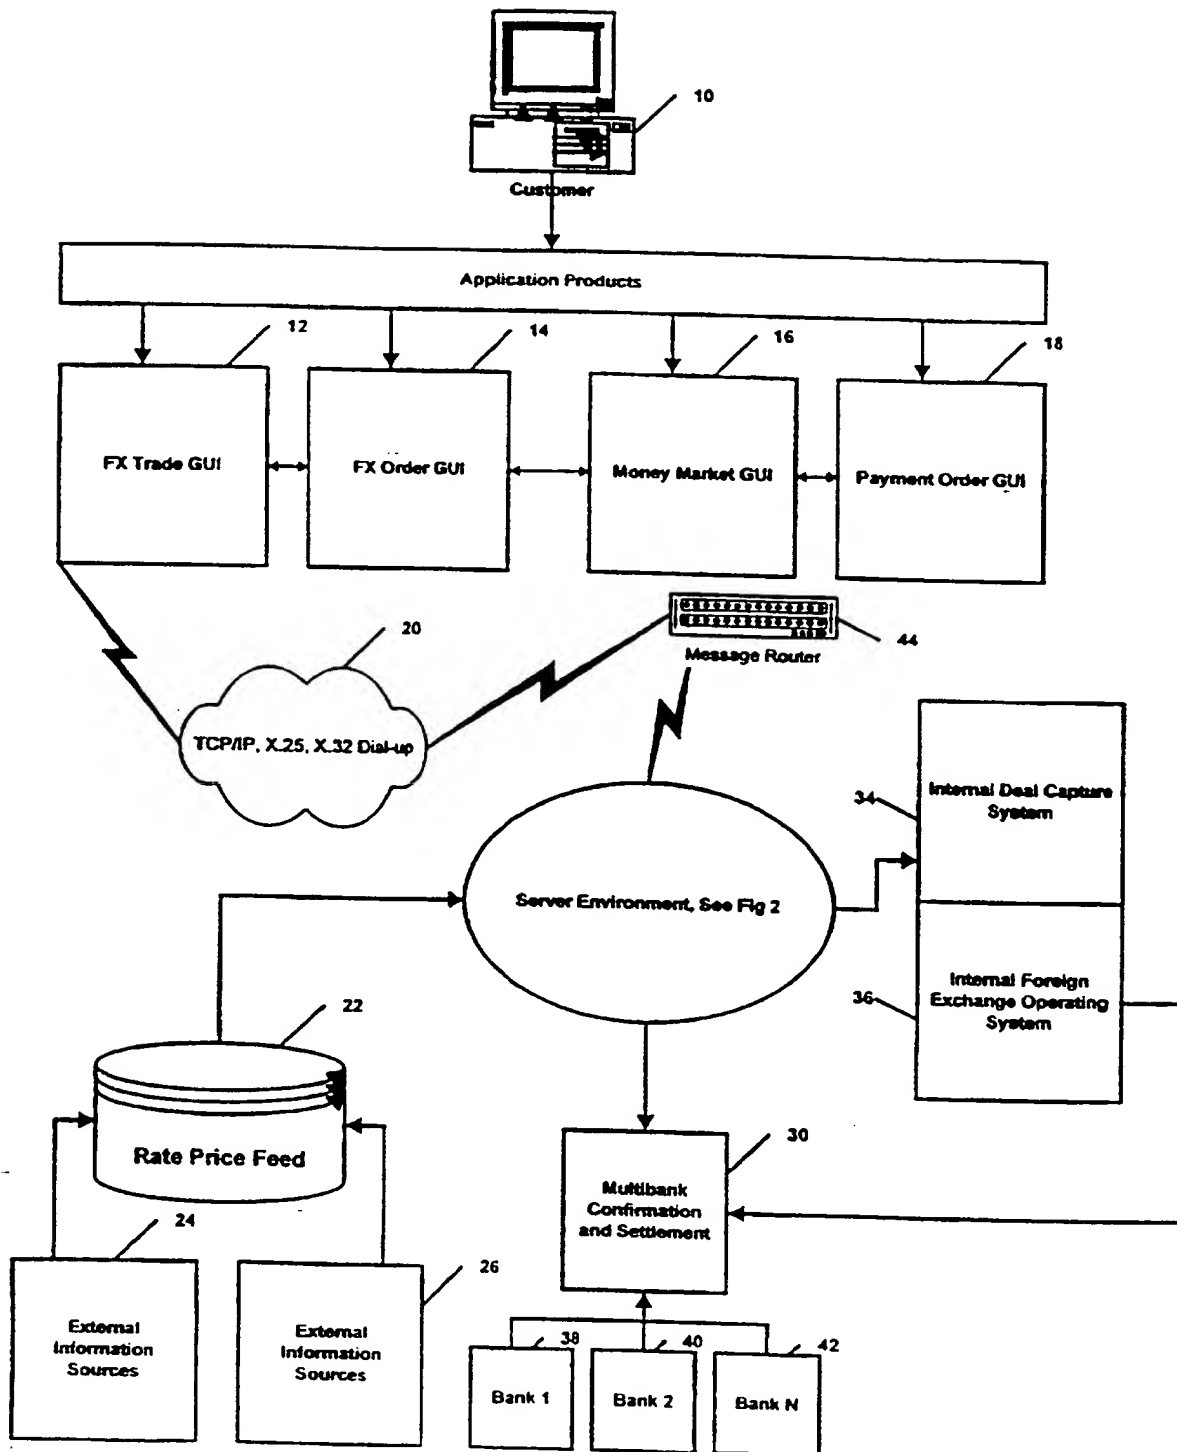 10
Customer
Application Products
12
14
16
18
FX Trade GUI
FX Order GUI
Money Market GUI
Payment Order GUI
20
44
Message Router
TCP/IP, X.25, X.32 Dial-up
34
Internal Deal Capture
System
Server Environment, See Fig 2
36
Internal Foreign
Exchange Operating
System
22
Rate Price Feed
30
Multibank
Confirmation
and Settlement
24
26
External
Information
Sources
External
Information
Sources
38
40
42
Bank 1
Bank 2
Bank N